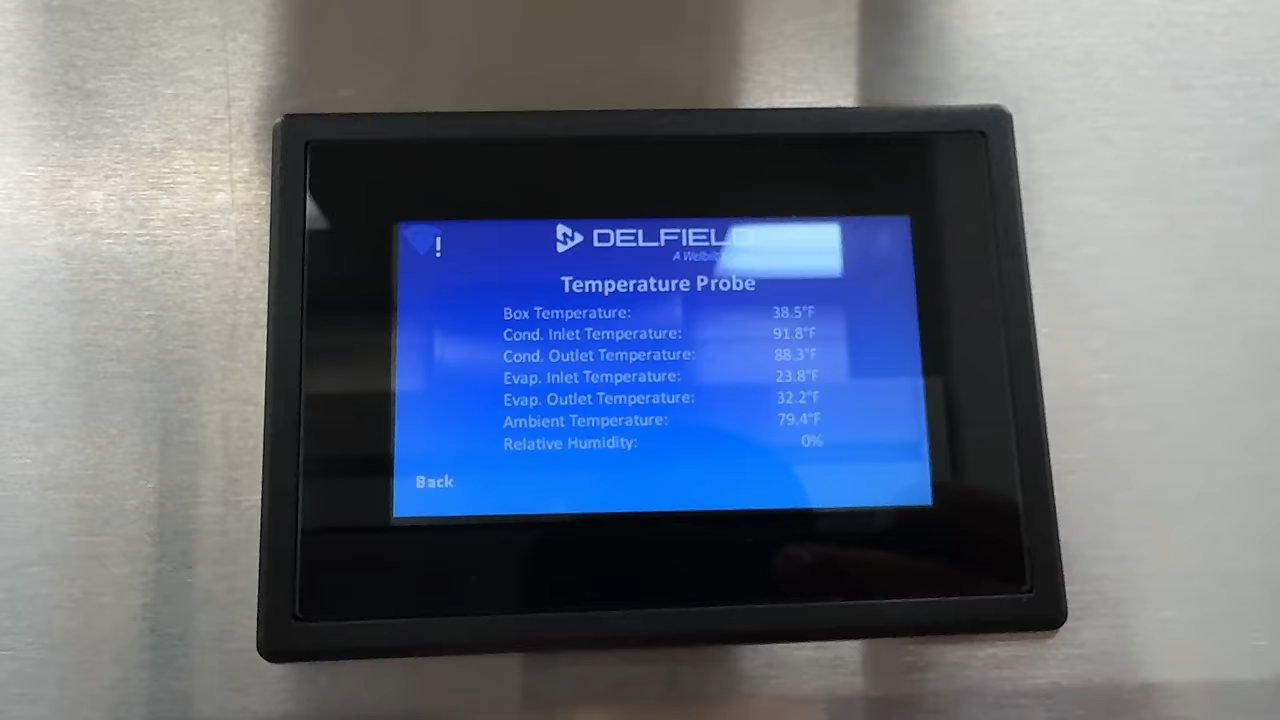 !
DELFIELD
A
Temperature Probe
Box Temperature: 38.5°F
Cond. Inlet Temperature: 91.8°F
Cond. Outlet Temperature: 88.3°F
Evap. Inlet Temperature: 23.8°F
Evap. Outlet Temperature: 32.2°F
Ambient Temperature: 79.4°F
Relative Humidity: 0%
Back